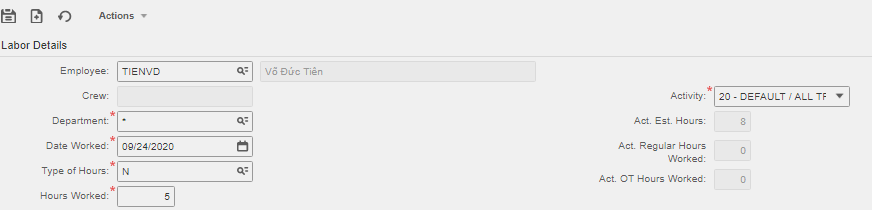 Actions
Labor Details
Employee: TIENVD Võ Đức Tiên
Crew:
Activity:* 20 - DEFAULT / ALL TR
Department:* *
Act. Est. Hours: 8
Date Worked:* 09/24/2020
Act. Regular Hours Worked: 0
Type of Hours:* N
Act. OT Hours Worked: 0
Hours Worked:* 5